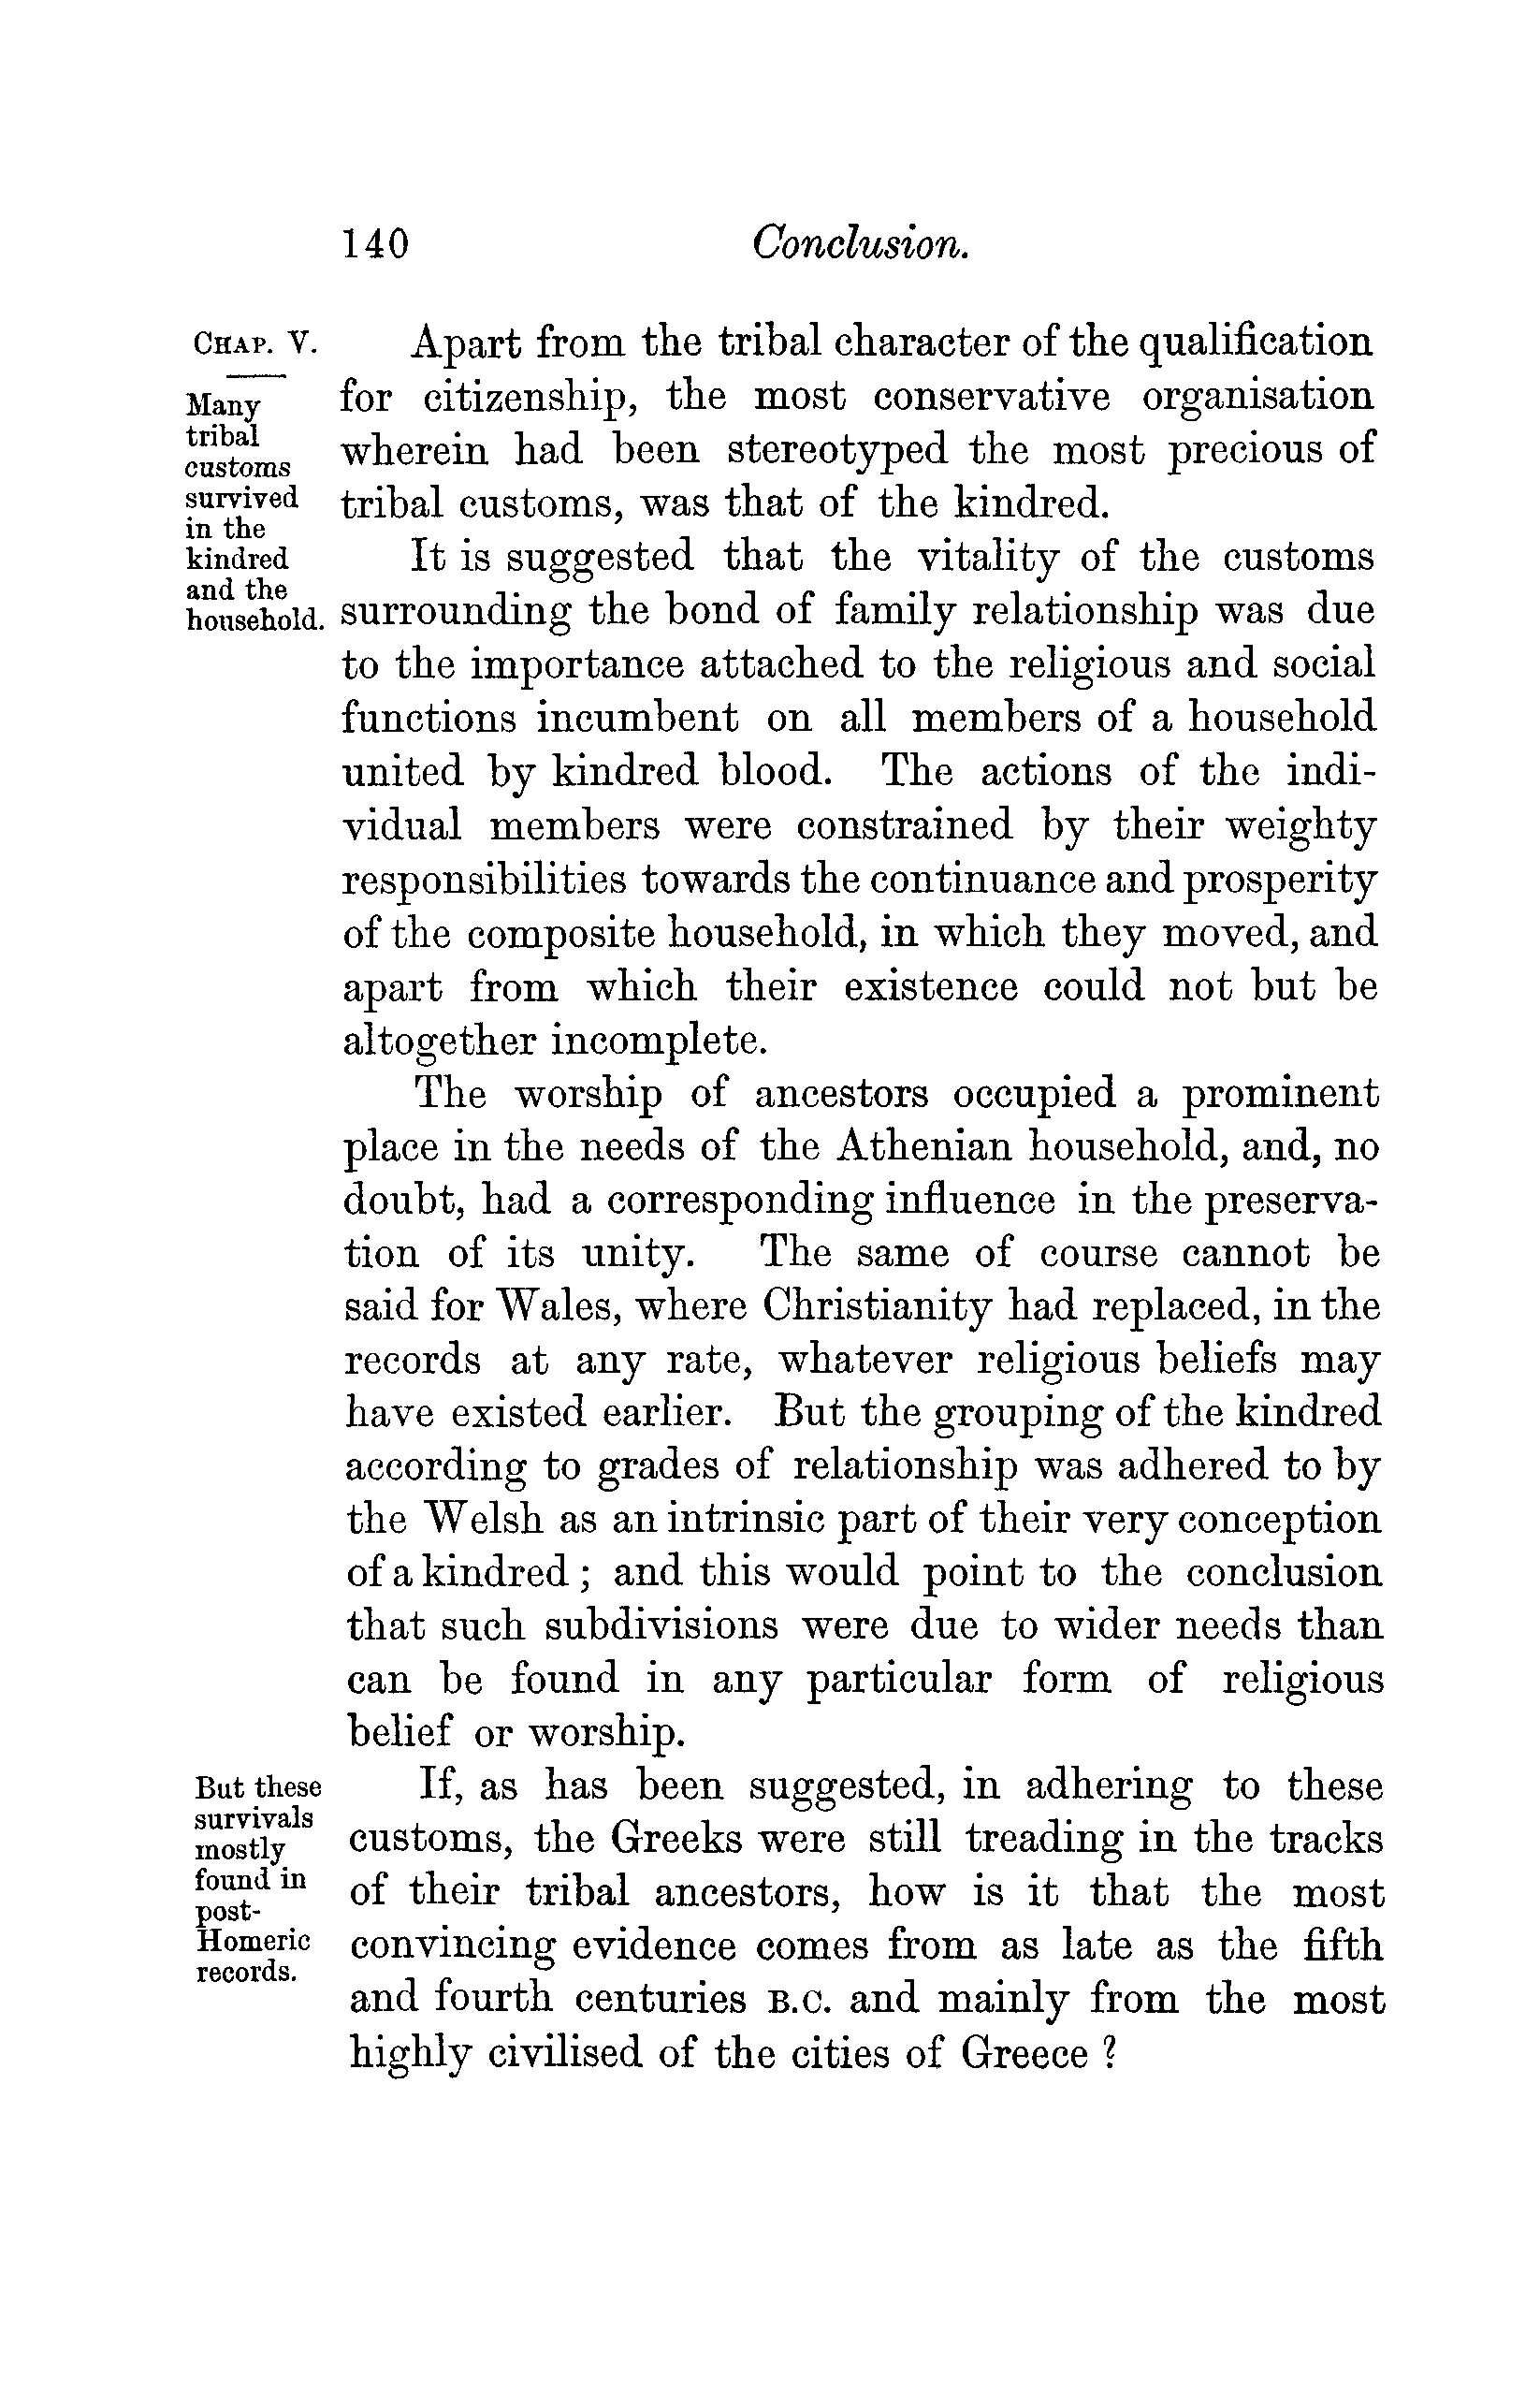 140 Conclusion.
CHAP. V.
Many
tribal
customs
survived
in the
kindred
and the
household.
Apart from the tribal character of the qualification
for citizenship, the most conservative organisation
wherein had been stereotyped the most precious of
tribal customs, was that of the kindred.
It is suggested that the vitality of the customs
surrounding the bond of family relationship was due
to the importance attached to the religious and social
functions incumbent on all members of a household
united by kindred blood. The actions of the indi-
vidual members were constrained by their weighty
responsibilities towards the continuance and prosperity
of the composite household, in which they moved, and
apart from which their existence could not but be
altogether incomplete.
The worship of ancestors occupied a prominent
place in the needs of the Athenian household, and, no
doubt, had a corresponding influence in the preserva-
tion of its unity. The same of course cannot be
said for Wales, where Christianity had replaced, in the
records at any rate, whatever religious beliefs may
have existed earlier. But the grouping of the kindred
according to grades of relationship was adhered to by
the Welsh as an intrinsic part of their very conception
of a kindred ; and this would point to the conclusion
that such subdivisions were due to wider needs than
can be found in any particular form of religious
belief or worship.
But these
survivals
mostly
found in
post-
Homeric
records.
If, as has been suggested, in adhering to these
customs, the Greeks were still treading in the tracks
of their tribal ancestors, how is it that the most
convincing evidence comes from as late as the fifth
and fourth centuries B.C. and mainly from the most
highly civilised of the cities of Greece ?